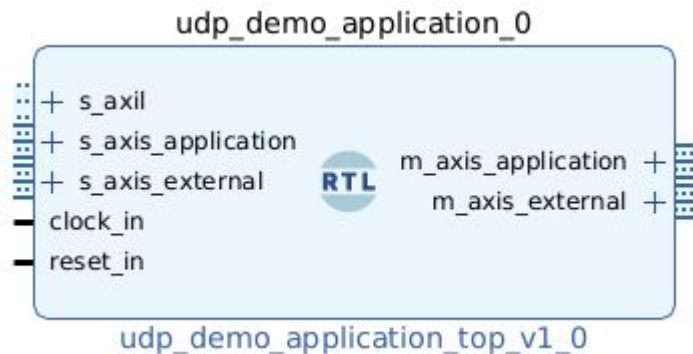 udp_demo_application_0
+ s_axil
+ s_axis_application
+ s_axis_external
clock_in
reset_in
RTL
m_axis_application +
m_axis_external +
udp_demo_application_top_v1_0